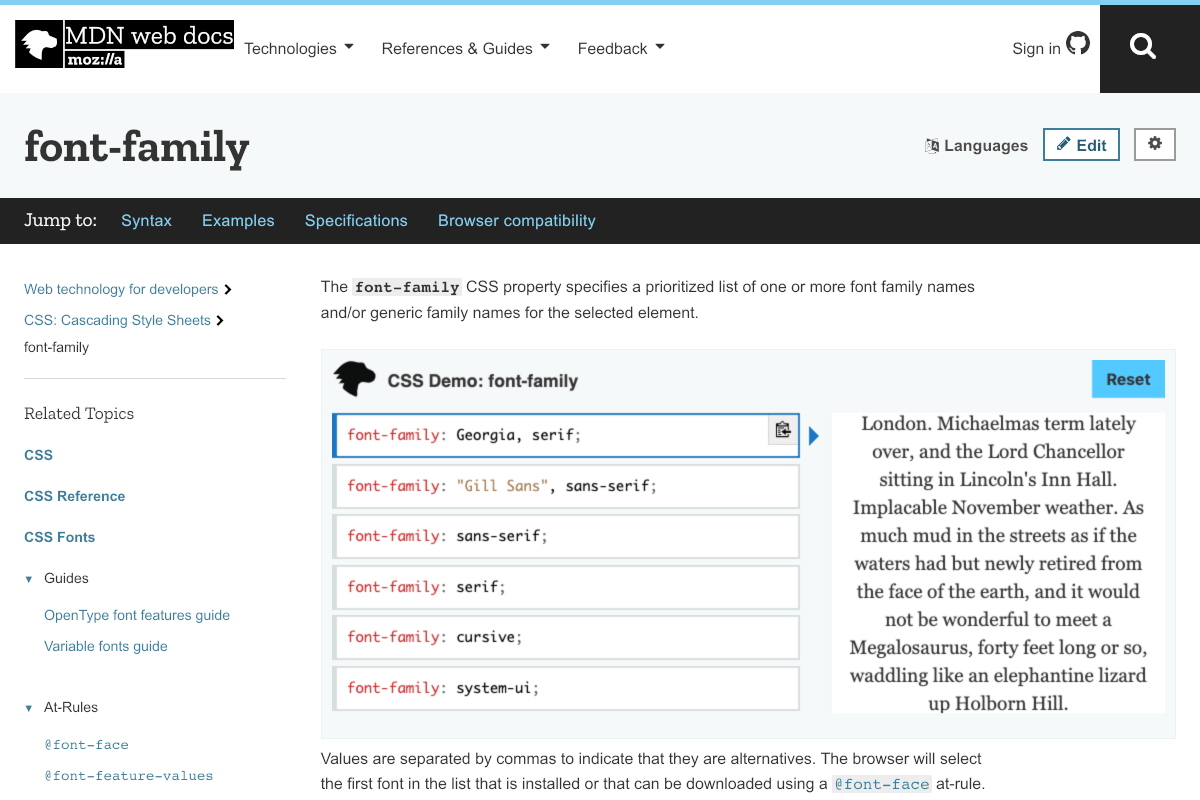 MDN web docs
moz://a
Technologies
References & Guides
Feedback
Sign in
font-family
Languages
Edit
Jump to:
Syntax
Examples
Specifications
Browser compatibility
Web technology for developers
CSS: Cascading Style Sheets
font-family
Related Topics
CSS
CSS Reference
CSS Fonts
Guides
OpenType font features guide
Variable fonts guide
At-Rules
@font-face
@font-feature-values
The font-family CSS property specifies a prioritized list of one or more font family names
and/or generic family names for the selected element.
CSS Demo: font-family
Reset
font-family: Georgia, serif;
font-family: "Gill Sans", sans-serif;
font-family: sans-serif;
font-family: serif;
font-family: cursive;
font-family: system-ui;
London. Michaelmas term lately
over, and the Lord Chancellor
sitting in Lincoln's Inn Hall.
Implacable November weather. As
much mud in the streets as if the
waters had but newly retired from
the face of the earth, and it would
not be wonderful to meet a
Megalosaurus, forty feet long or so,
waddling like an elephantine lizard
up Holborn Hill.
Values are separated by commas to indicate that they are alternatives. The browser will select
the first font in the list that is installed or that can be downloaded using a @font-face at-rule.